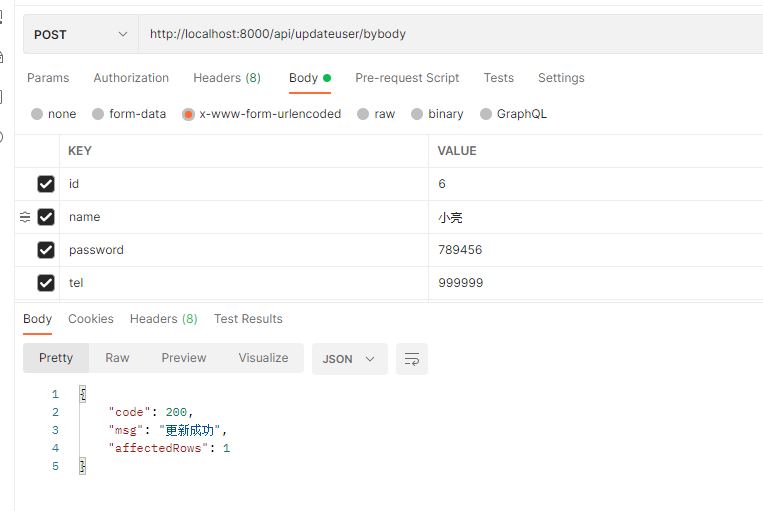 POST http://localhost:8000/api/updateuser/bybody
Params Authorization Headers (8) Body Pre-request Script Tests Settings
none form-data x-www-form-urlencoded raw binary GraphQL
KEY VALUE
id 6
name 小亮
password 789456
tel 999999
Body Cookies Headers (8) Test Results
Pretty Raw Preview Visualize JSON
1 {
2 "code": 200,
3 "msg": "更新成功",
4 "affectedRows": 1
5 }